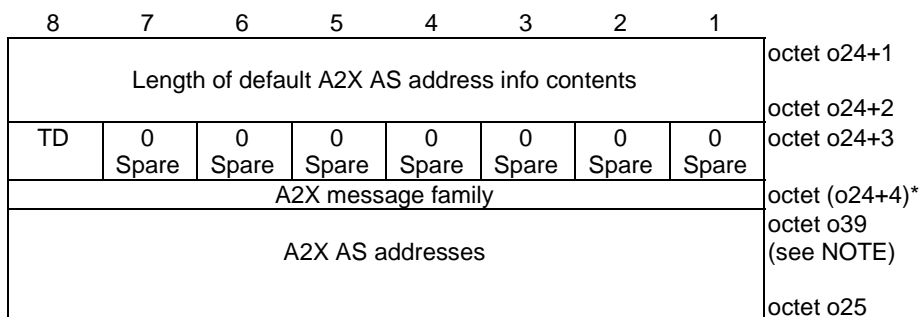 8 7 6 5 4 3 2 1
octet o24+1
Length of default A2X AS address info contents
octet o24+2
TD 0 0 0 0 0 0 0 octet o24+3
Spare Spare Spare Spare Spare Spare Spare
A2X message family octet (o24+4)*
octet o39
A2X AS addresses (see NOTE)
octet o25